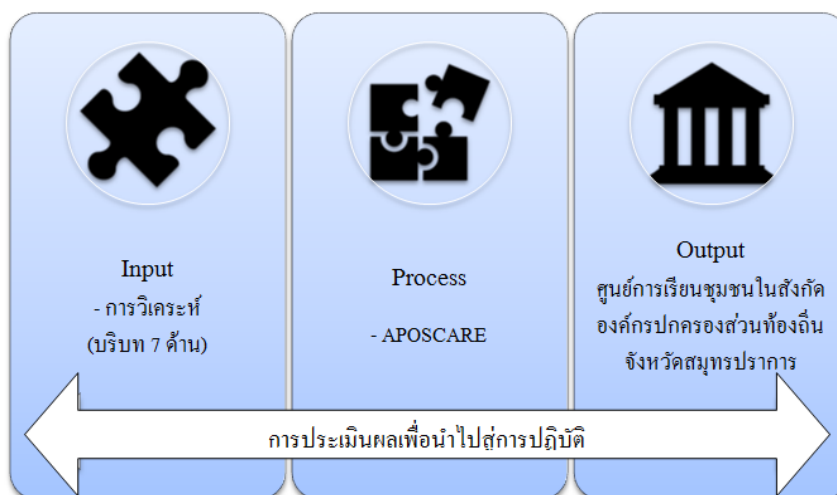 Input
- การวิเคระห์
(บริบท 7 ด้าน)
Process
- APOSCARE
Output
ศูนย์การเรียนชุมชนในสังกัด
องค์กรปกครองส่วนท้องถิ่น
จังหวัดสมุทรปราการ
การประเมินผลเพื่อนำไปสู่การปฏิบัติ